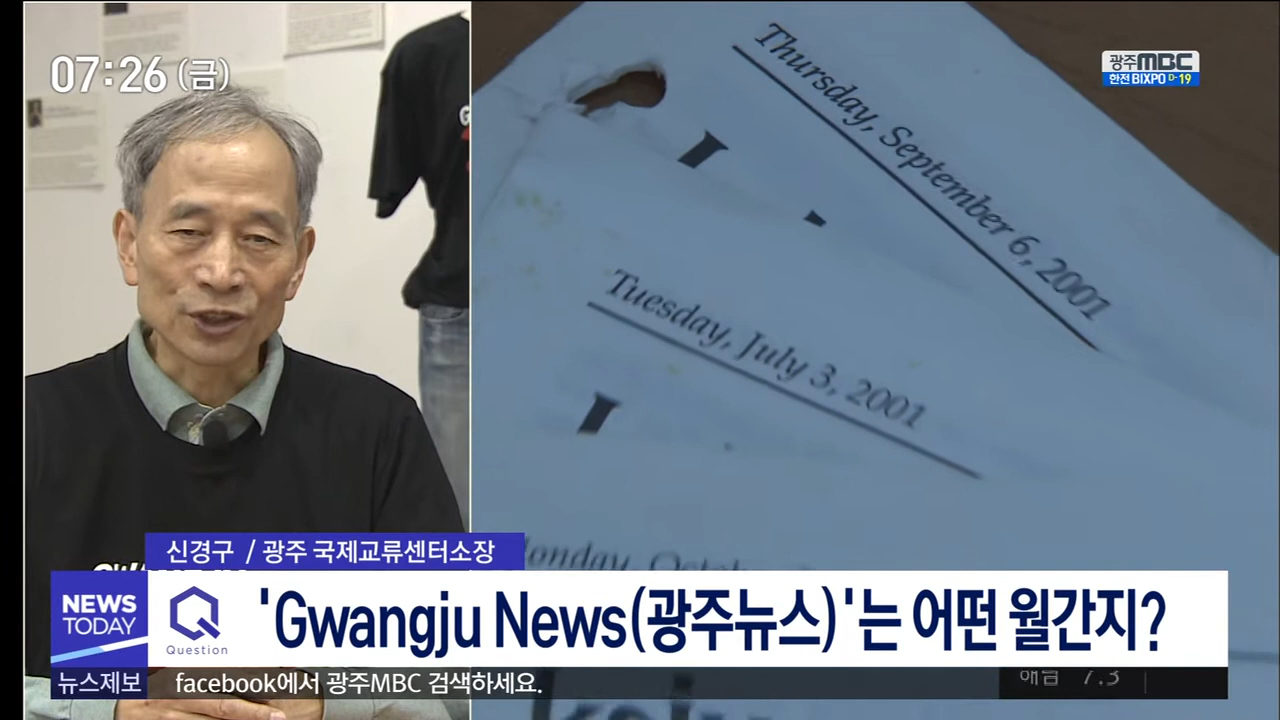 07:26 (금)
광주MBC
한전 BIXPO D-19
Thursday, September 6, 2001
Tuesday, July 3, 2001
신경구 / 광주 국제교류센터소장
NEWS
TODAY
Question
'Gwangju News(광주뉴스)'는 어떤 월간지?
뉴스제보
facebook에서 광주MBC 검색하세요.
7.3